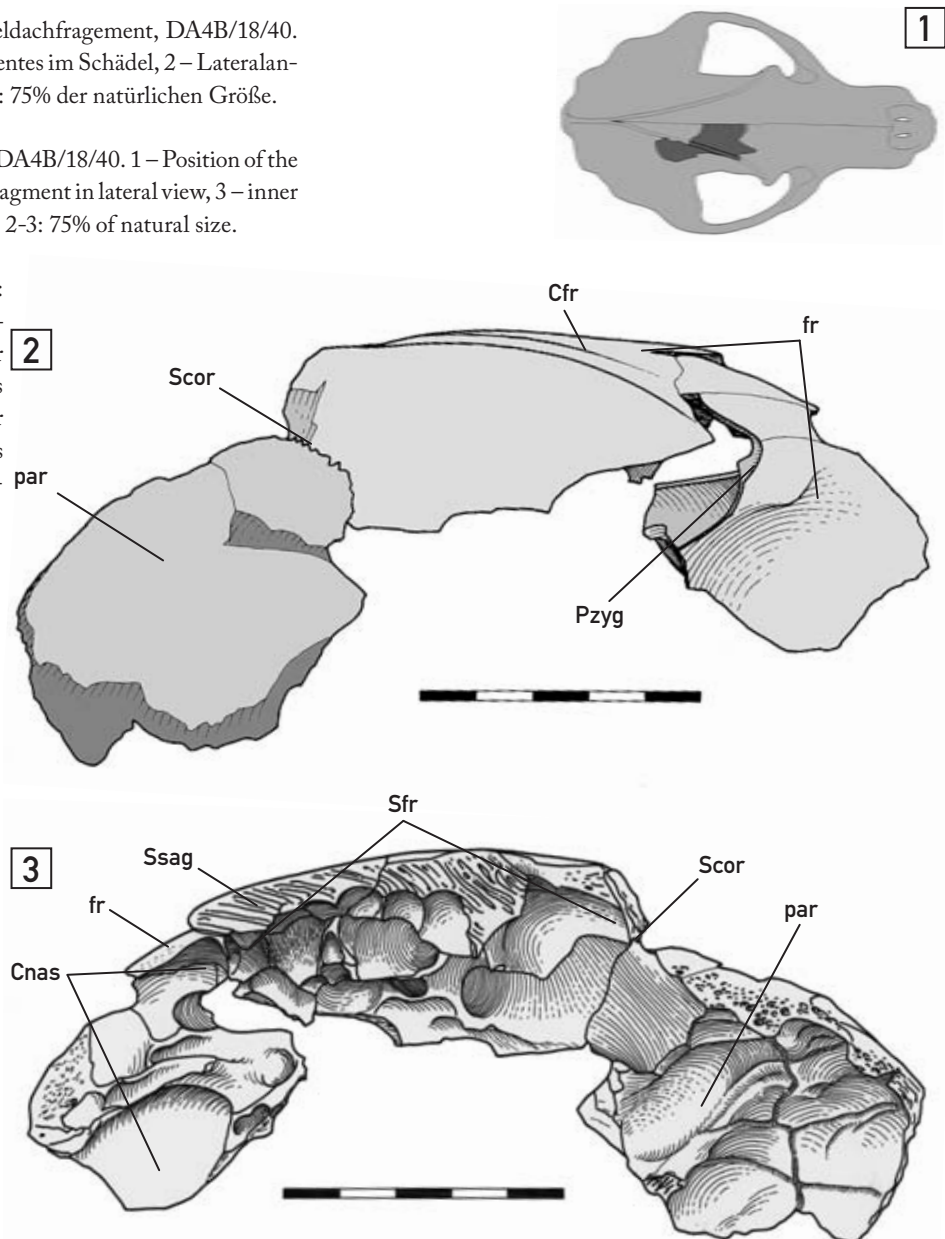 eldachfragement, DA4B/18/40.
entes im Schädel, 2 – Lateralan-
: 75% der natürlichen Größe.
DA4B/18/40. 1 – Position of the
agment in lateral view, 3 – inner
2-3: 75% of natural size.
1
:
-
r
s
r
s
-
2
Cfr
fr
Scor
par
Pzyg
3
Sfr
Ssag
Scor
fr
par
Cnas